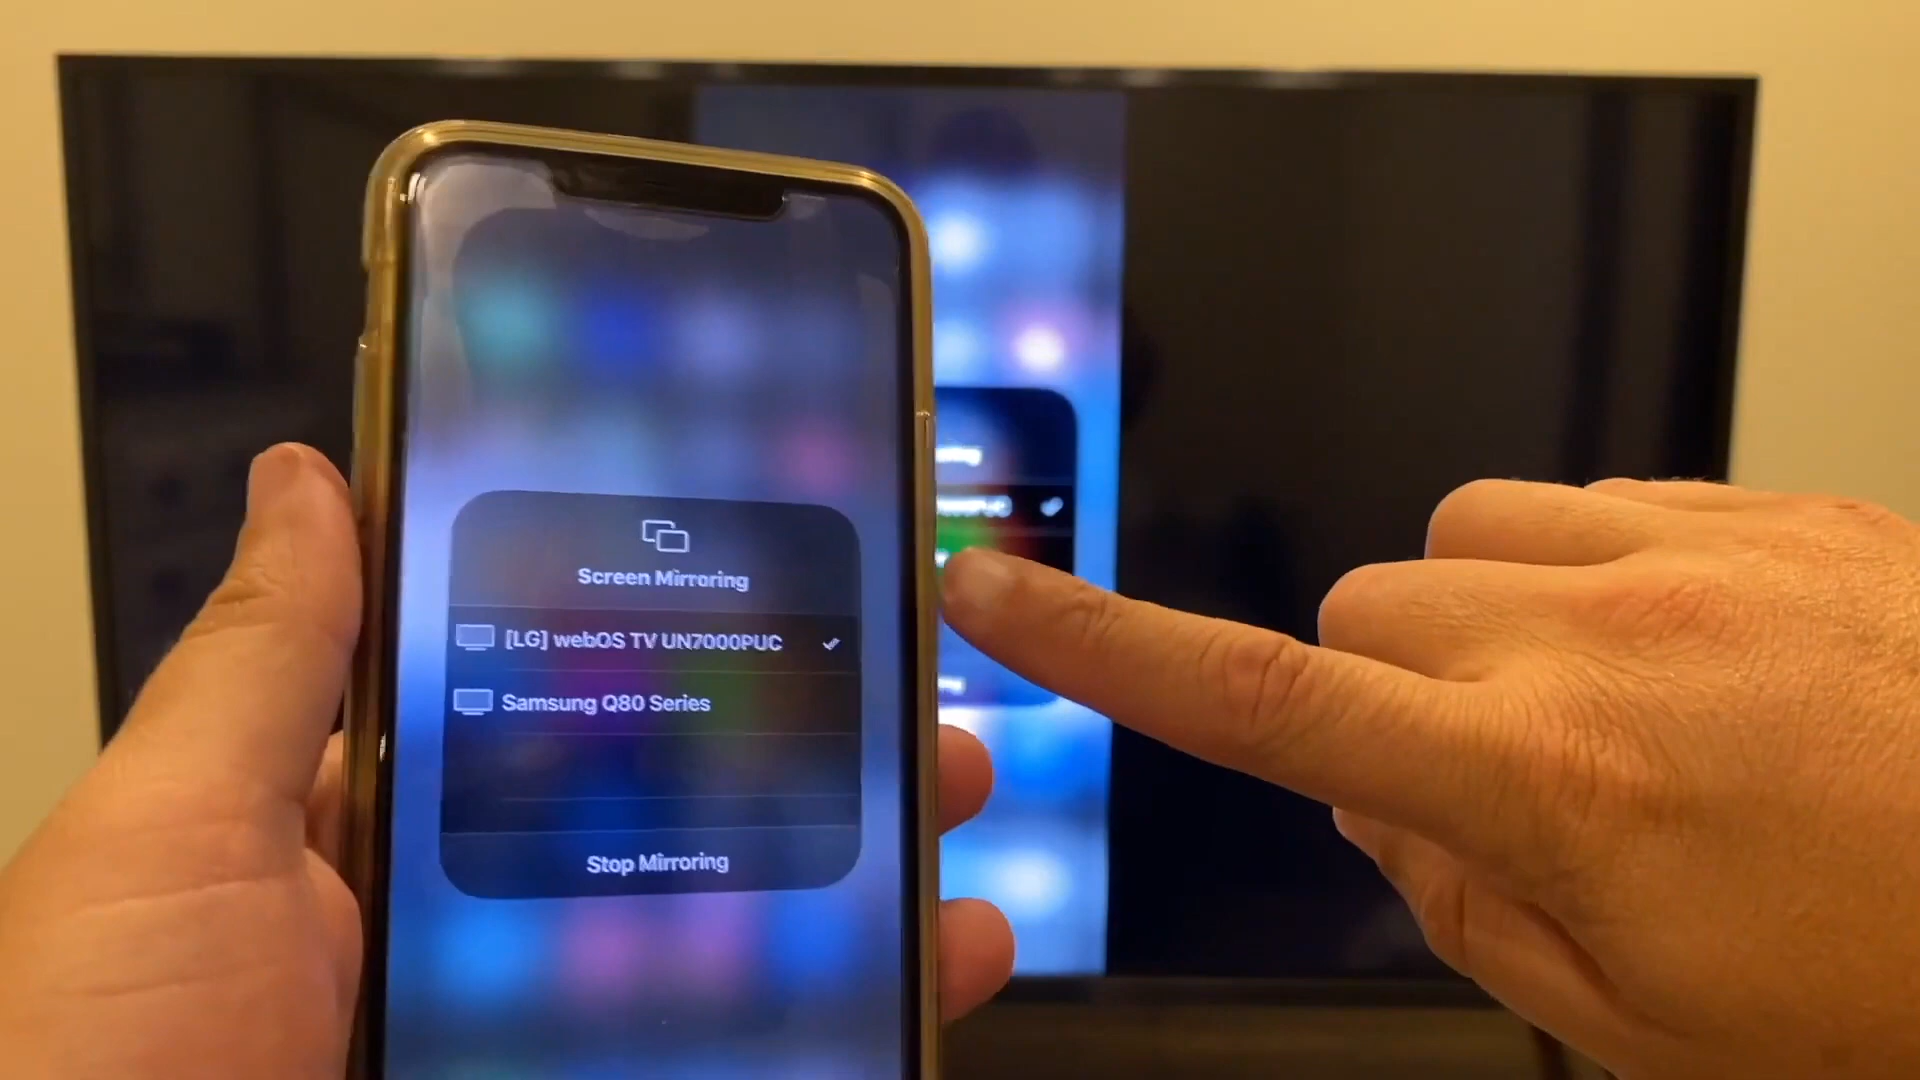 Screen Mirroring
[LG] webOS TV UN7000PUC
Samsung Q80 Series
Stop Mirroring